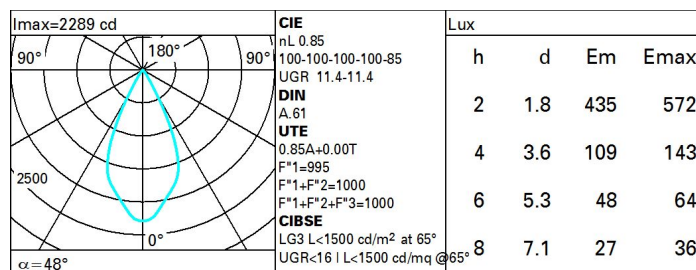 Imax=2289 cd
90° 180° 90°
2500
0°
α=48°
CIE
nL 0.85
100-100-100-100-85
UGR 11.4-11.4
DIN
A.61
UTE
0.85A+0.00T
F"1=995
F"1+F"2=1000
F"1+F"2+F"3=1000
CIBSE
LG3 L<1500 cd/m² at 65°
UGR<16 | L<1500 cd/mq @65°
Lux
h d Em Emax
2 1.8 435 572
4 3.6 109 143
6 5.3 48 64
8 7.1 27 36